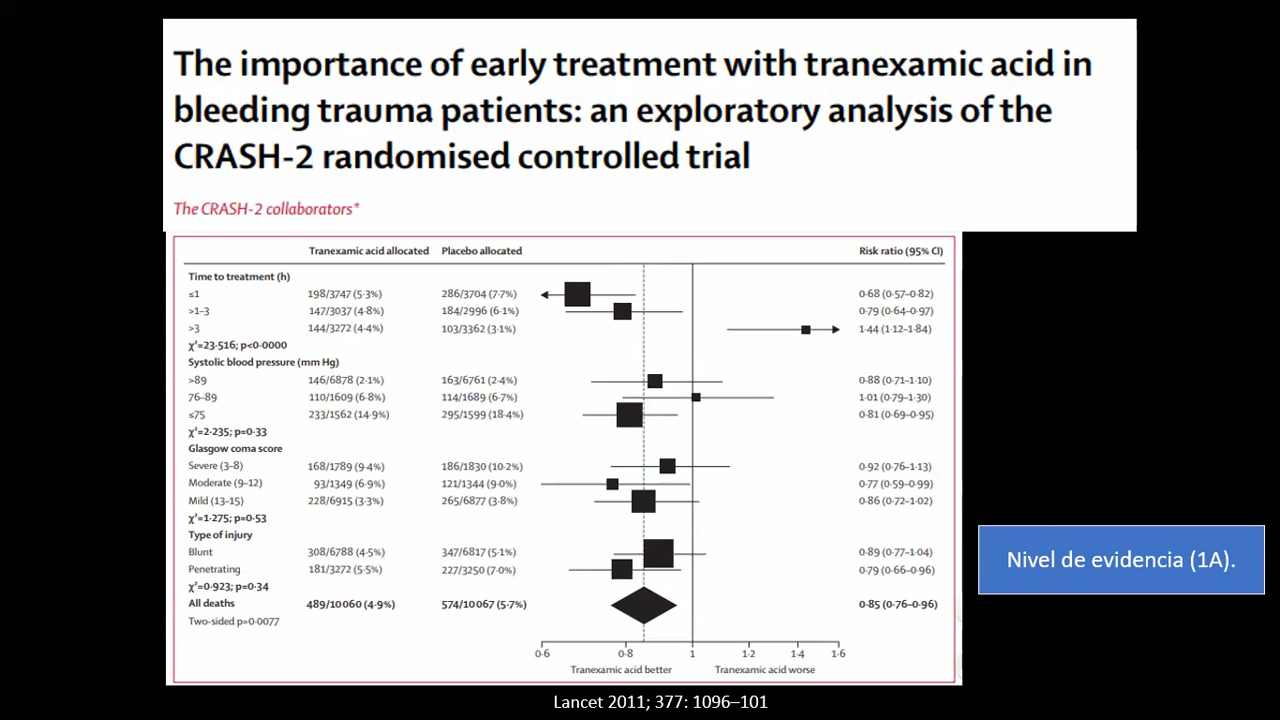 The importance of early treatment with tranexamic acid in
bleeding trauma patients: an exploratory analysis of the
CRASH-2 randomised controlled trial
The CRASH-2 collaborators*
Tranexamic acid allocated Placebo allocated Risk ratio (95% CI)
Time to treatment (h)
≤1 198/3747 (5·3%) 286/3704 (7·7%) 0·68 (0·57–0·82)
>1–3 147/3037 (4·8%) 184/2996 (6·1%) 0·79 (0·64–0·97)
>3 144/3272 (4·4%) 103/3362 (3·1%) 1·44 (1·12–1·84)
χ²=23·516; p<0·0000
Systolic blood pressure (mm Hg)
>89 146/6878 (2·1%) 163/6761 (2·4%) 0·88 (0·71–1·10)
76–89 110/1609 (6·8%) 114/1689 (6·7%) 1·01 (0·79–1·30)
≤75 233/1562 (14·9%) 295/1599 (18·4%) 0·81 (0·69–0·95)
χ²=2·235; p=0·33
Glasgow coma score
Severe (3–8) 168/1789 (9·4%) 186/1830 (10·2%) 0·92 (0·76–1·13)
Moderate (9–12) 93/1349 (6·9%) 121/1344 (9·0%) 0·77 (0·59–0·99)
Mild (13–15) 228/6915 (3·3%) 265/6877 (3·8%) 0·86 (0·72–1·02)
χ²=1·275; p=0·53
Type of injury
Blunt 308/6788 (4·5%) 347/6817 (5·1%) 0·89 (0·77–1·04)
Penetrating 181/3272 (5·5%) 227/3250 (7·0%) 0·79 (0·66–0·96)
χ²=0·923; p=0·34
All deaths 489/10 060 (4·9%) 574/10 067 (5·7%) 0·85 (0·76–0·96)
Two-sided p=0·0077
0·6 0·8 1 1·2 1·4 1·6
Tranexamic acid better Tranexamic acid worse
Nivel de evidencia (1A).
Lancet 2011; 377: 1096–101